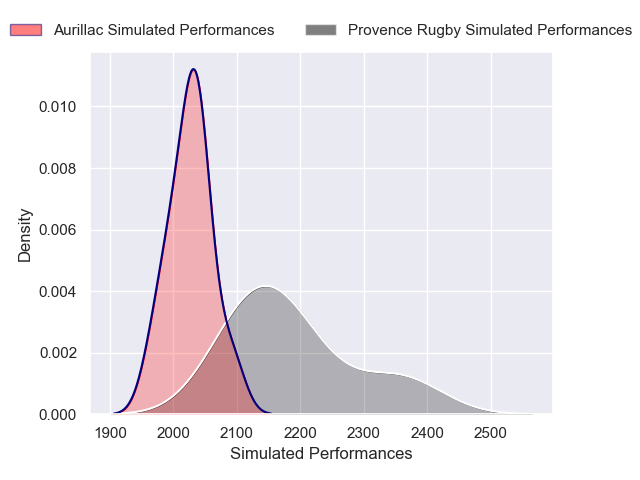 Aurillac Simulated Performances Provence Rugby Simulated Performances
0.010
0.008
0.006
0.004
0.002
0.000
Density
1900 2000 2100 2200 2300 2400 2500
Simulated Performances